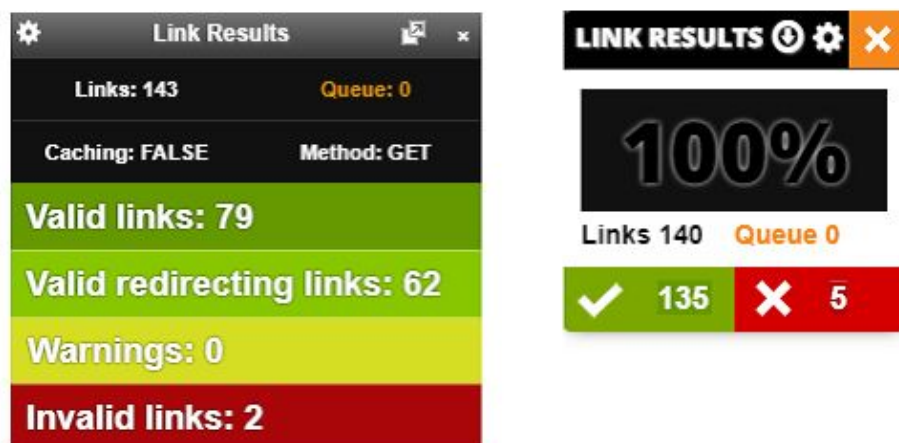 Link Results
Links: 143 Queue: 0
Caching: FALSE Method: GET
Valid links: 79
Valid redirecting links: 62
Warnings: 0
Invalid links: 2
LINK RESULTS
100%
Links 140 Queue 0
135 5